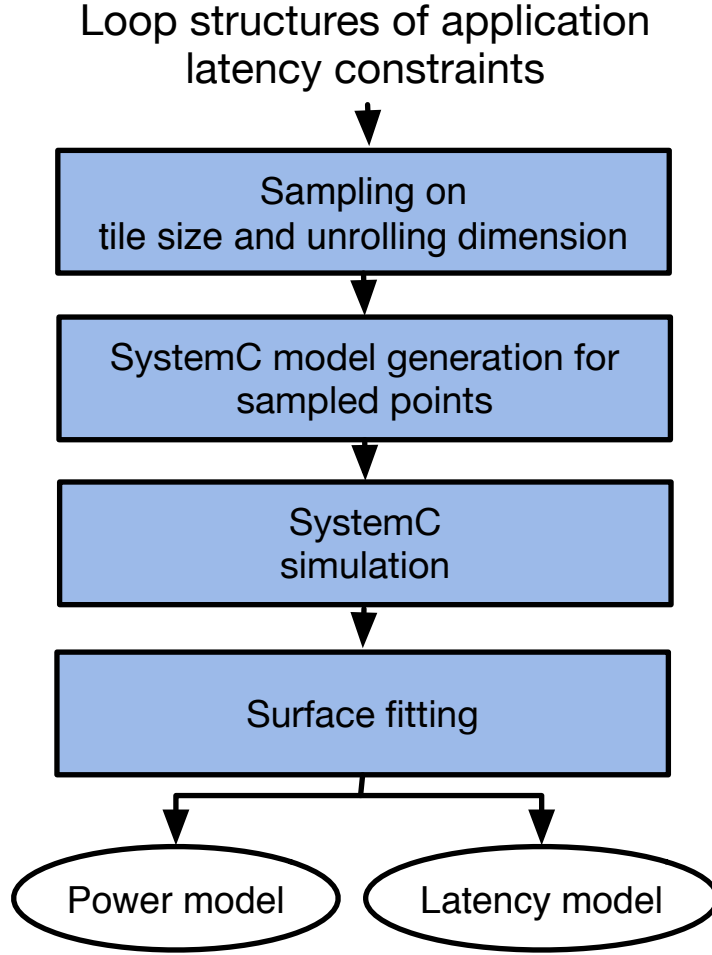 Loop structures of application
latency constraints
Sampling on
tile size and unrolling dimension
SystemC model generation for
sampled points
SystemC
simulation
Surface fitting
Power model
Latency model